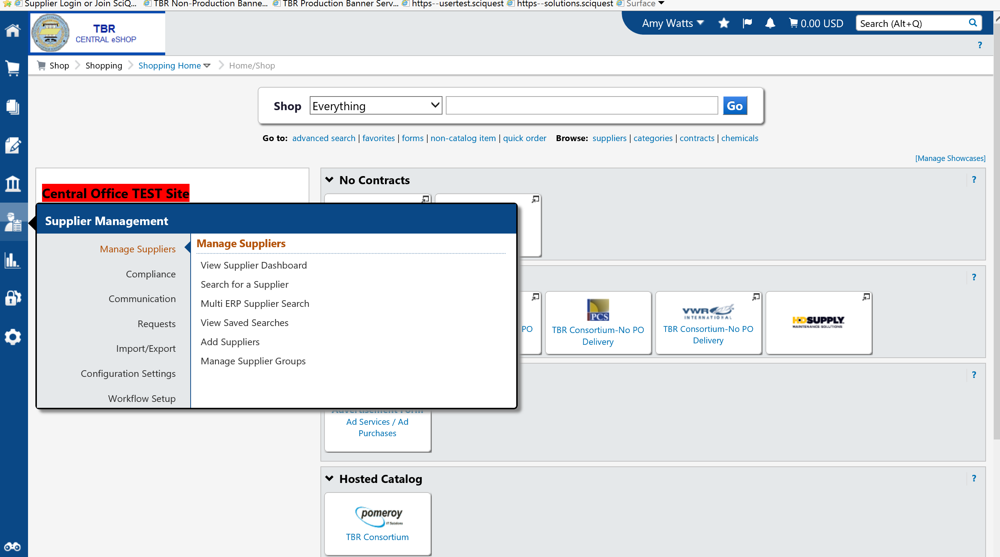 Supplier Login or Join SciQ... TBR Non-Production Banne... TBR Production Banner Serv... https--usertest.sciquest https--solutions.sciquest Surface
TBR
CENTRAL eSHOP
Amy Watts 0.00 USD Search (Alt+Q)
?
Shop Shopping Shopping Home Home/Shop
Shop Everything Go
Go to: advanced search | favorites | forms | non-catalog item | quick order Browse: suppliers | categories | contracts | chemicals
[Manage Showcases]
Central Office TEST Site
No Contracts ?
Supplier Management
Manage Suppliers
Compliance
Communication
Requests
Import/Export
Configuration Settings
Workflow Setup
Manage Suppliers
View Supplier Dashboard
Search for a Supplier
Multi ERP Supplier Search
View Saved Searches
Add Suppliers
Manage Supplier Groups
?
PO
PCS
TBR Consortium-No PO
Delivery
VWR
INTERNATIONAL
TBR Consortium-No PO
Delivery
HDSUPPLY
MAINTENANCE SOLUTIONS
?
Advertisement Form
Ad Services / Ad
Purchases
Hosted Catalog ?
pomeroy
IT Solutions
TBR Consortium